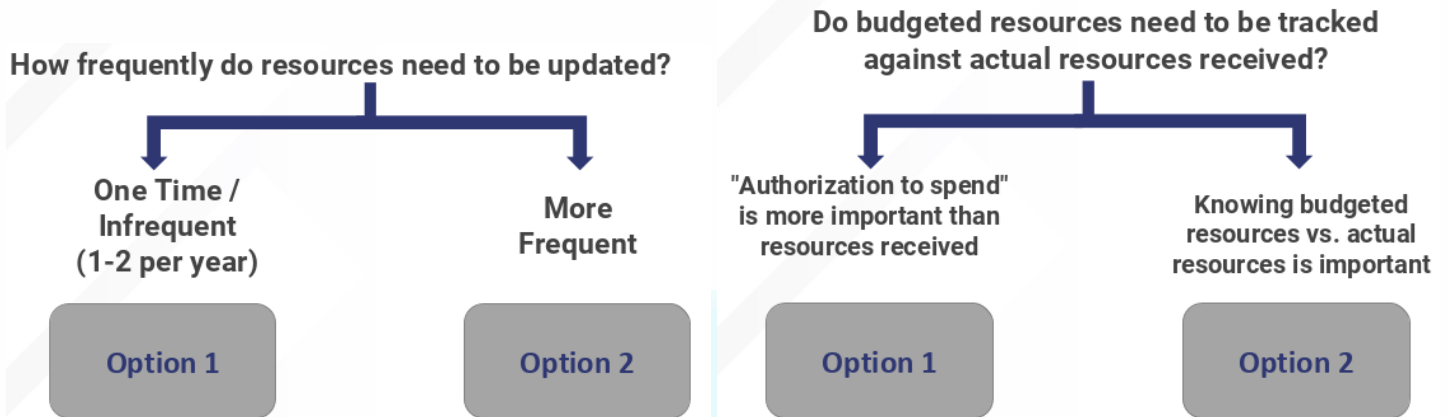 How frequently do resources need to be updated?
One Time /
Infrequent
(1-2 per year)
More
Frequent
Option 1
Option 2
Do budgeted resources need to be tracked
against actual resources received?
"Authorization to spend"
is more important than
resources received
Knowing budgeted
resources vs. actual
resources is important
Option 1
Option 2